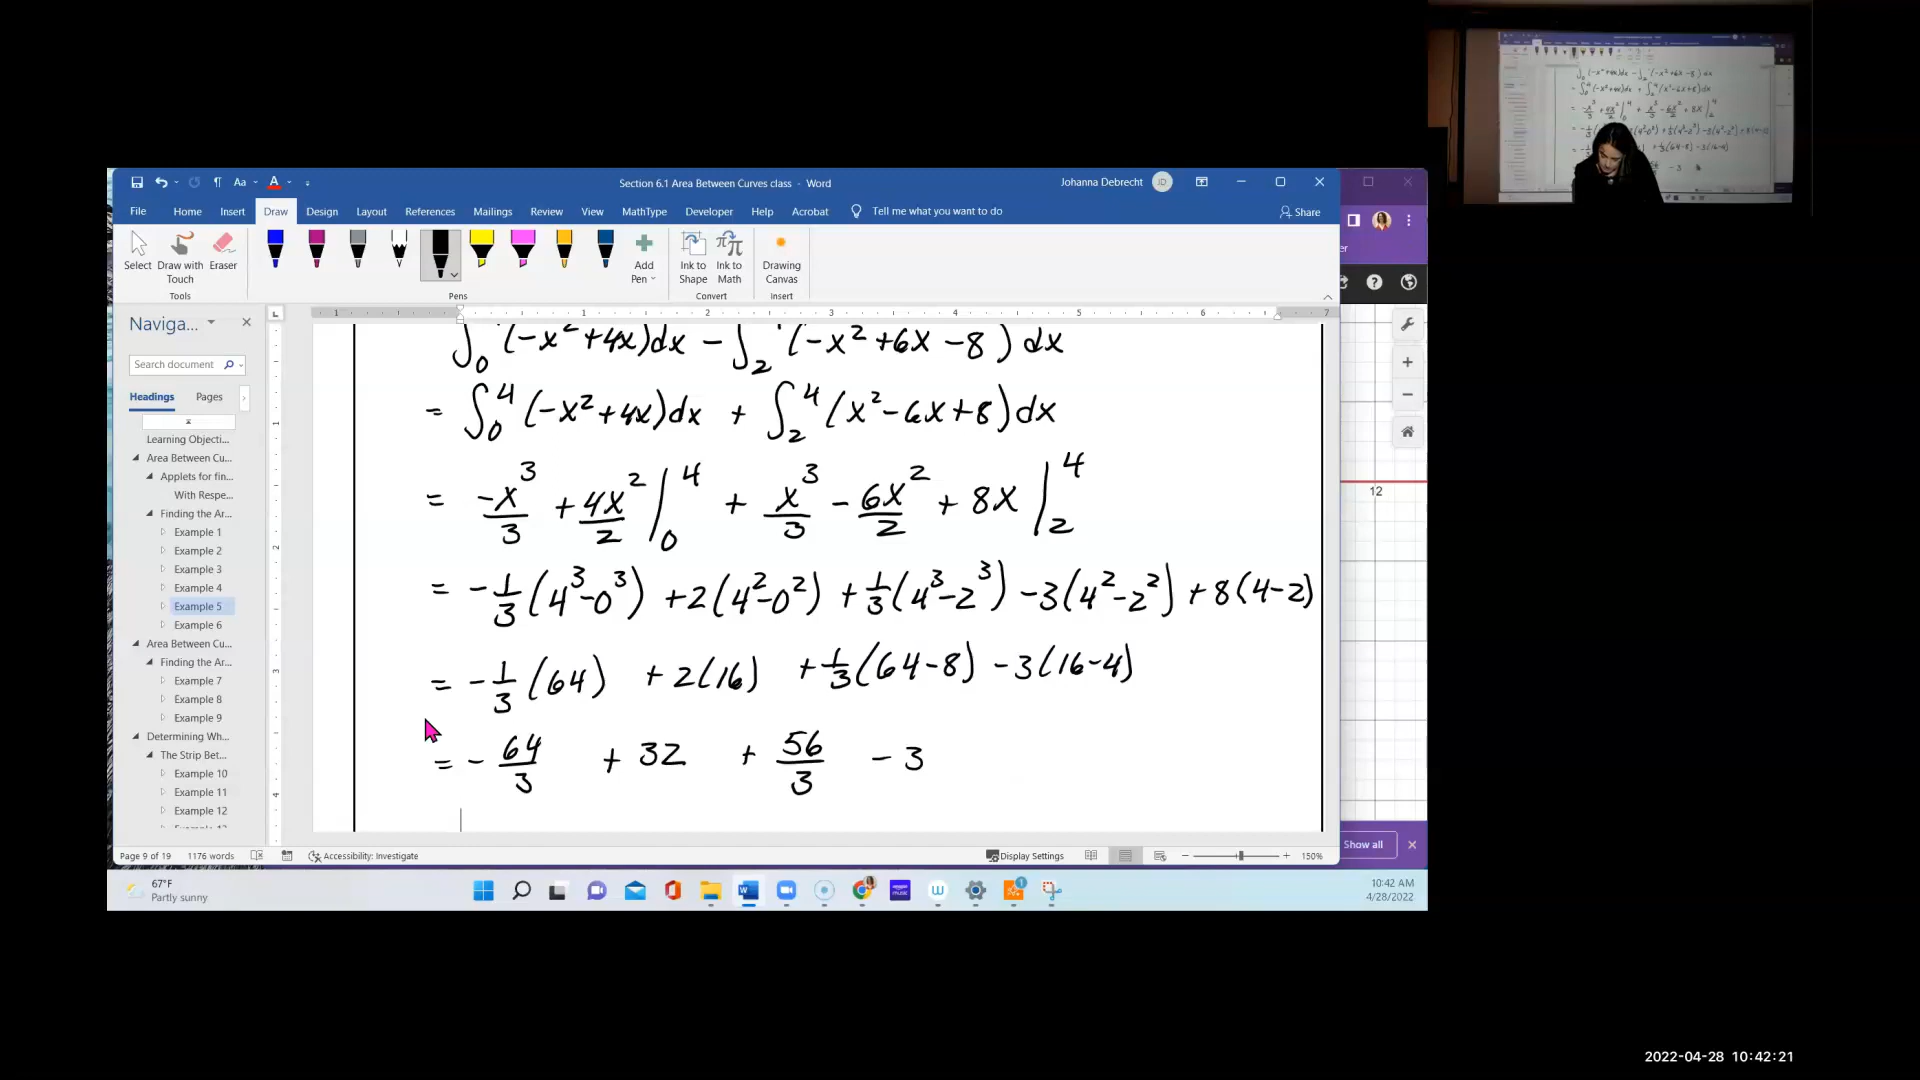 Section 6.1 Area Between Curves class - Word
Johanna Debrecht
JD
File Home Insert Draw Design Layout References Mailings Review View MathType Developer Help Acrobat Tell me what you want to do Share
Select Draw with Touch Eraser Add Pen Ink to Shape Ink to Math Drawing Canvas
Tools Pens Convert Insert
Naviga...
Search document
Headings Pages
Learning Objecti...
Area Between Cu...
Applets for fin...
With Respe...
Finding the Ar...
Example 1
Example 2
Example 3
Example 4
Example 5
Example 6
Area Between Cu...
Finding the Ar...
Example 7
Example 8
Example 9
Determining Wh...
The Strip Bet...
Example 10
Example 11
Example 12
∫₀ (-x²+4x)dx - ∫₂ (-x²+6x-8) dx
= ∫₀⁴ (-x²+4x)dx + ∫₂⁴ (x²-6x+8)dx
= -x³/3 + 4x²/2 |₀⁴ + x³/3 - 6x²/2 + 8x |₂⁴
= -1/3 (4³-0³) + 2(4²-0²) + 1/3(4³-2³) - 3(4²-2²) + 8(4-2)
= -1/3 (64) + 2(16) + 1/3(64-8) - 3(16-4)
= - 64/3 + 32 + 56/3 - 3
12
Show all
Page 9 of 19 1176 words Accessibility: Investigate Display Settings 150%
67°F
Partly sunny
10:42 AM
4/28/2022
2022-04-28 10:42:21